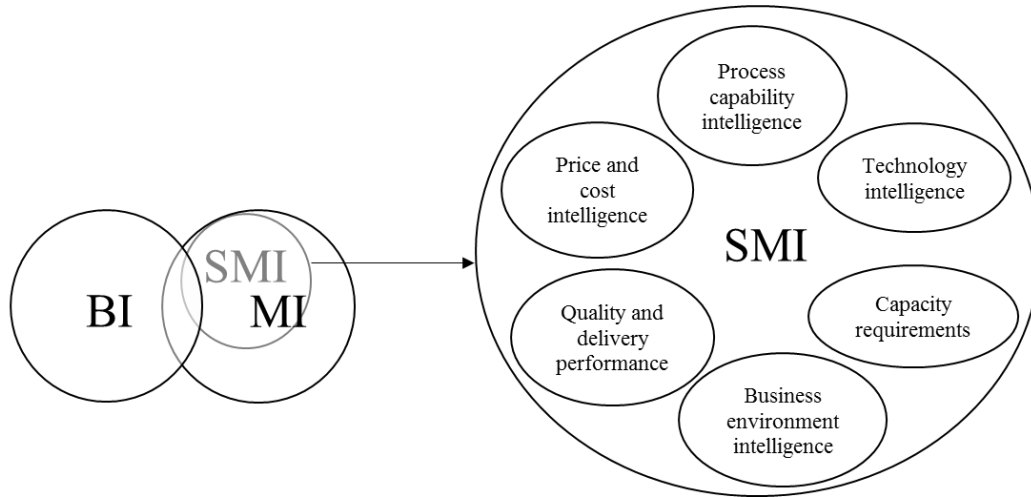 BI
SMI
MI
SMI
Process
capability
intelligence
Technology
intelligence
Capacity
requirements
Business
environment
intelligence
Quality and
delivery
performance
Price and
cost
intelligence